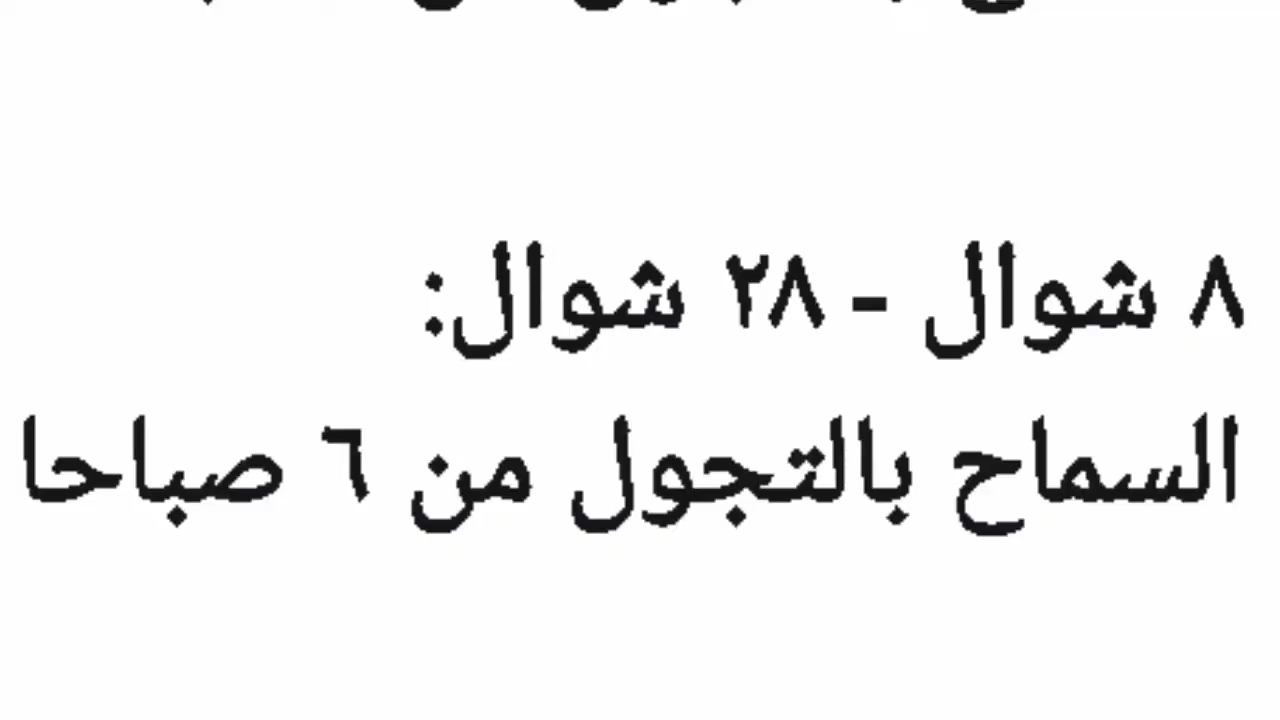 ٨ شوال - ٢٨ شوال:
السماح بالتجول من ٦ صباحا